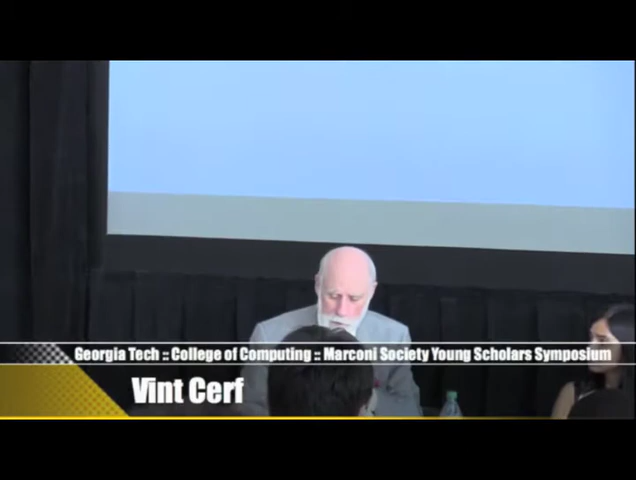 Georgia Tech :: College of Computing :: Marconi Society Young Scholars Symposium
Vint Cerf